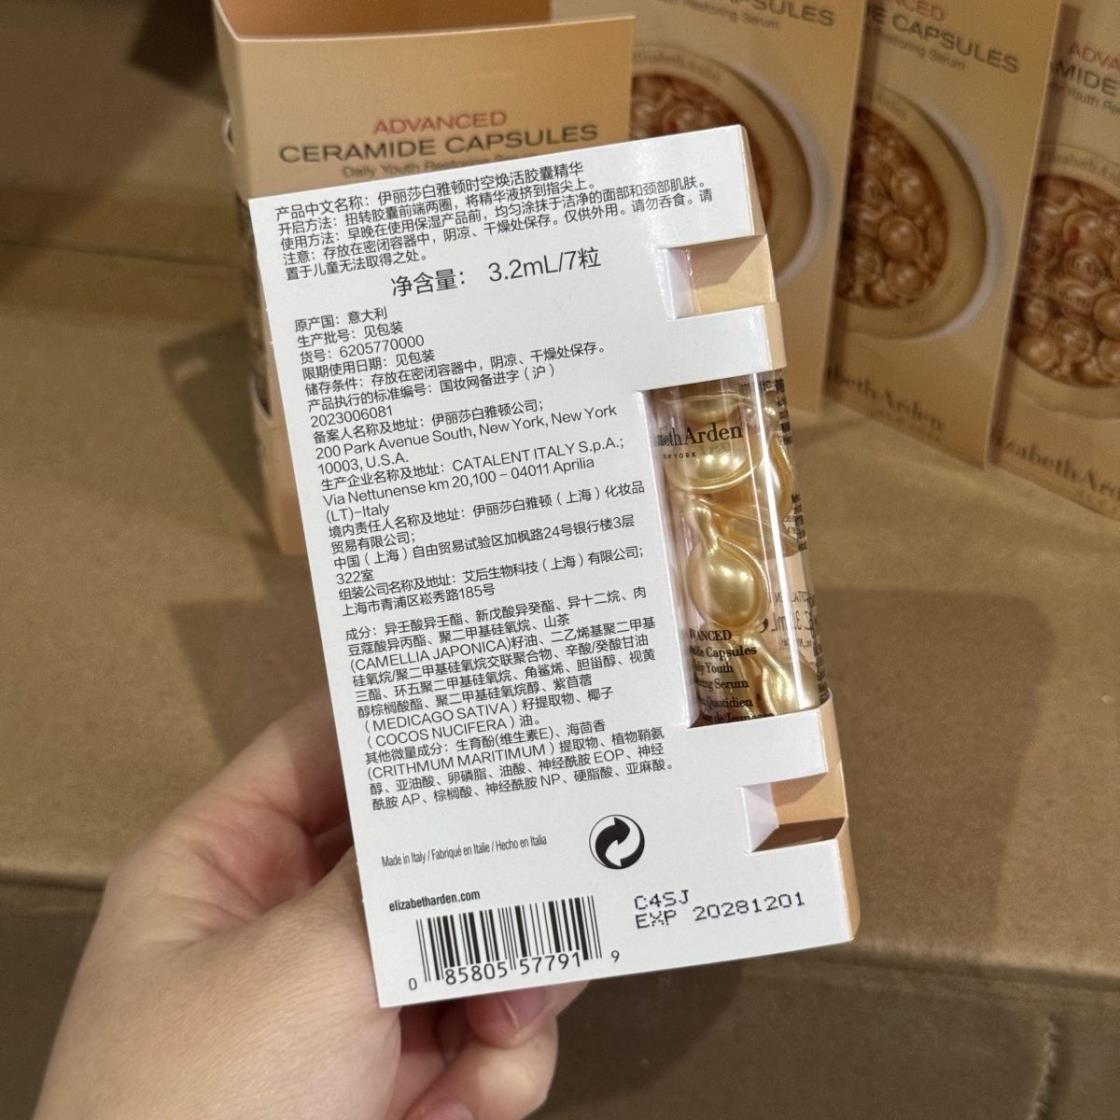 ADVANCED
CERAMIDE CAPSULES
Daily Youth Restoring
CAPSULES
Restoring Serum
CAPSULES
Youth Restoring Serum
Elizabeth Arden
产品中文名称：伊丽莎白雅顿时空焕活胶囊精华
开启方法：扭转胶囊前端两圈，将精华液挤到指尖上。
使用方法：早晚在使用保湿产品前，均匀涂抹于洁净的面部和颈部肌肤。
注意：存放在密闭容器中，阴凉、干燥处保存。仅供外用。请勿吞食。请
置于儿童无法取得之处。
净含量： 3.2mL/7粒
原产国：意大利
生产批号：见包装
货号：6205770000
限期使用日期：见包装
储存条件：存放在密闭容器中，阴凉、干燥处保存。
产品执行的标准编号：国妆网备进字（沪）
2023006081
备案人名称及地址：伊丽莎白雅顿公司；
200 Park Avenue South, New York, New York
10003, U.S.A.
生产企业名称及地址：CATALENT ITALY S.p.A.；
Via Nettunense km 20,100 - 04011 Aprilia
(LT)-Italy
境内责任人名称及地址：伊丽莎白雅顿（上海）化妆品
贸易有限公司；
中国（上海）自由贸易试验区加枫路24号银行楼3层
322室
组装公司名称及地址：艾后生物科技（上海）有限公司；
上海市青浦区崧秀路185号
成分：异壬酸异壬酯、新戊酸异癸酯、异十二烷、肉
豆蔻酸异丙酯、聚二甲基硅氧烷、山茶
(CAMELLIA JAPONICA)籽油、二乙烯基聚二甲基
硅氧烷/聚二甲基硅氧烷交联聚合物、辛酸/癸酸甘油
三酯、环五聚二甲基硅氧烷、角鲨烯、胆甾醇、视黄
醇棕榈酸酯、聚二甲基硅氧烷醇、紫苜蓿
（MEDICAGO SATIVA）籽提取物、椰子
（COCOS NUCIFERA）油。
其他微量成分：生育酚(维生素E)、海茴香
(CRITHMUM MARITIMUM）提取物、植物鞘氨
醇、亚油酸、卵磷脂、油酸、神经酰胺 EOP、神经
酰胺 AP、棕榈酸、神经酰胺 NP、硬脂酸、亚麻酸。
Made in Italy / Fabriqué en Italie / Hecho en Italia
elizabetharden.com
0 85805 57791 9
C4SJ
EXP 20281201
Arden
Capsules
Youth
Serum
Quotidien